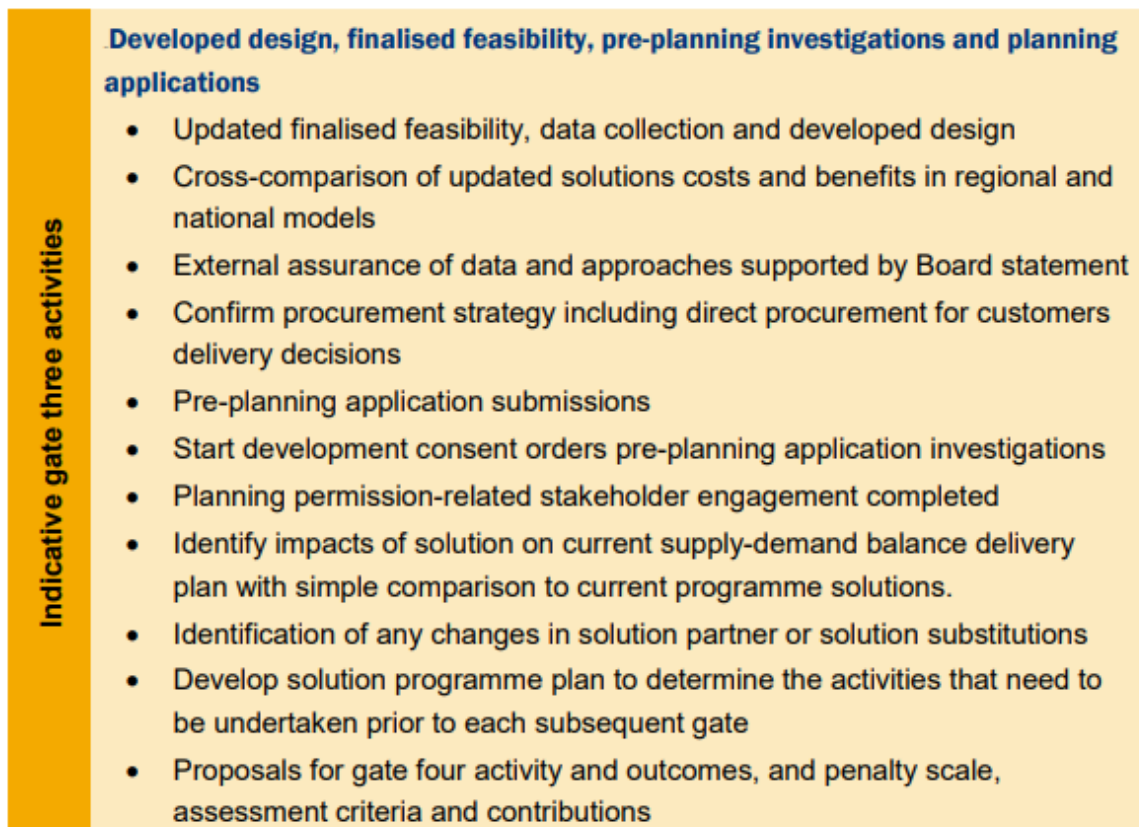 Indicative gate three activities
Developed design, finalised feasibility, pre-planning investigations and planning
applications
• Updated finalised feasibility, data collection and developed design
• Cross-comparison of updated solutions costs and benefits in regional and
national models
• External assurance of data and approaches supported by Board statement
• Confirm procurement strategy including direct procurement for customers
delivery decisions
• Pre-planning application submissions
• Start development consent orders pre-planning application investigations
• Planning permission-related stakeholder engagement completed
• Identify impacts of solution on current supply-demand balance delivery
plan with simple comparison to current programme solutions.
• Identification of any changes in solution partner or solution substitutions
• Develop solution programme plan to determine the activities that need to
be undertaken prior to each subsequent gate
• Proposals for gate four activity and outcomes, and penalty scale,
assessment criteria and contributions